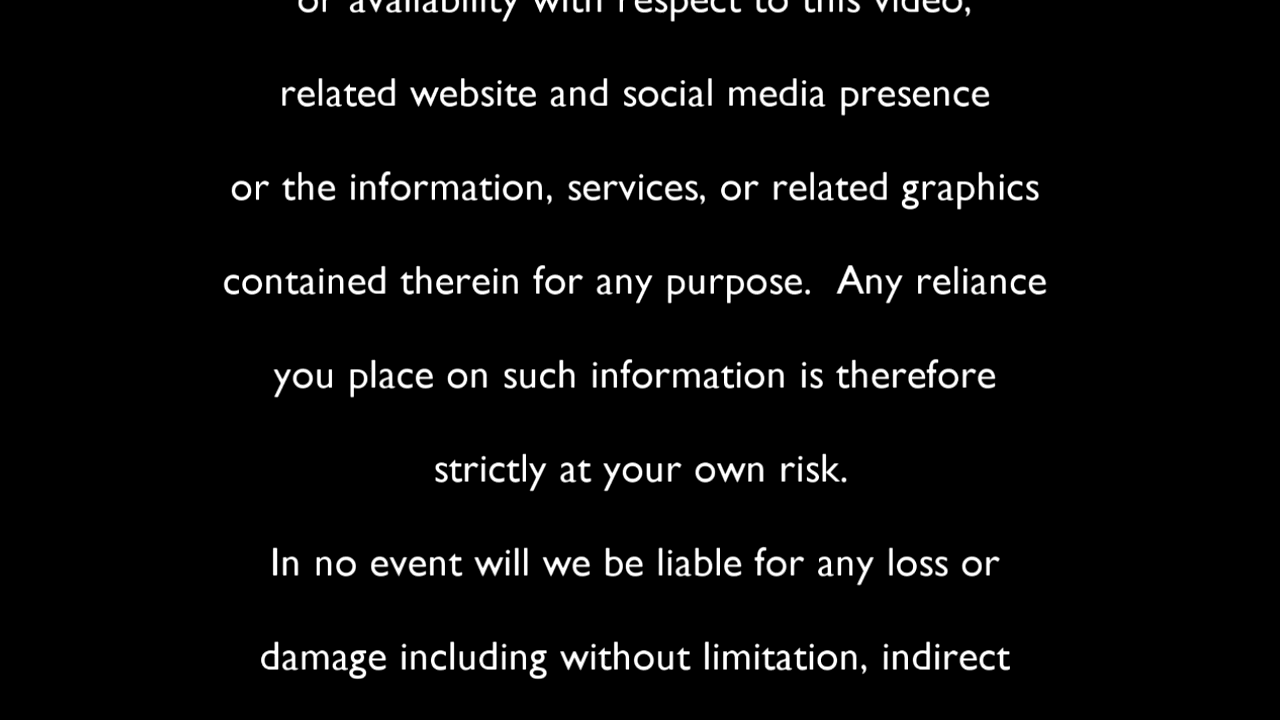 or availability with respect to this video,
related website and social media presence
or the information, services, or related graphics
contained therein for any purpose.  Any reliance
you place on such information is therefore
strictly at your own risk.
In no event will we be liable for any loss or
damage including without limitation, indirect